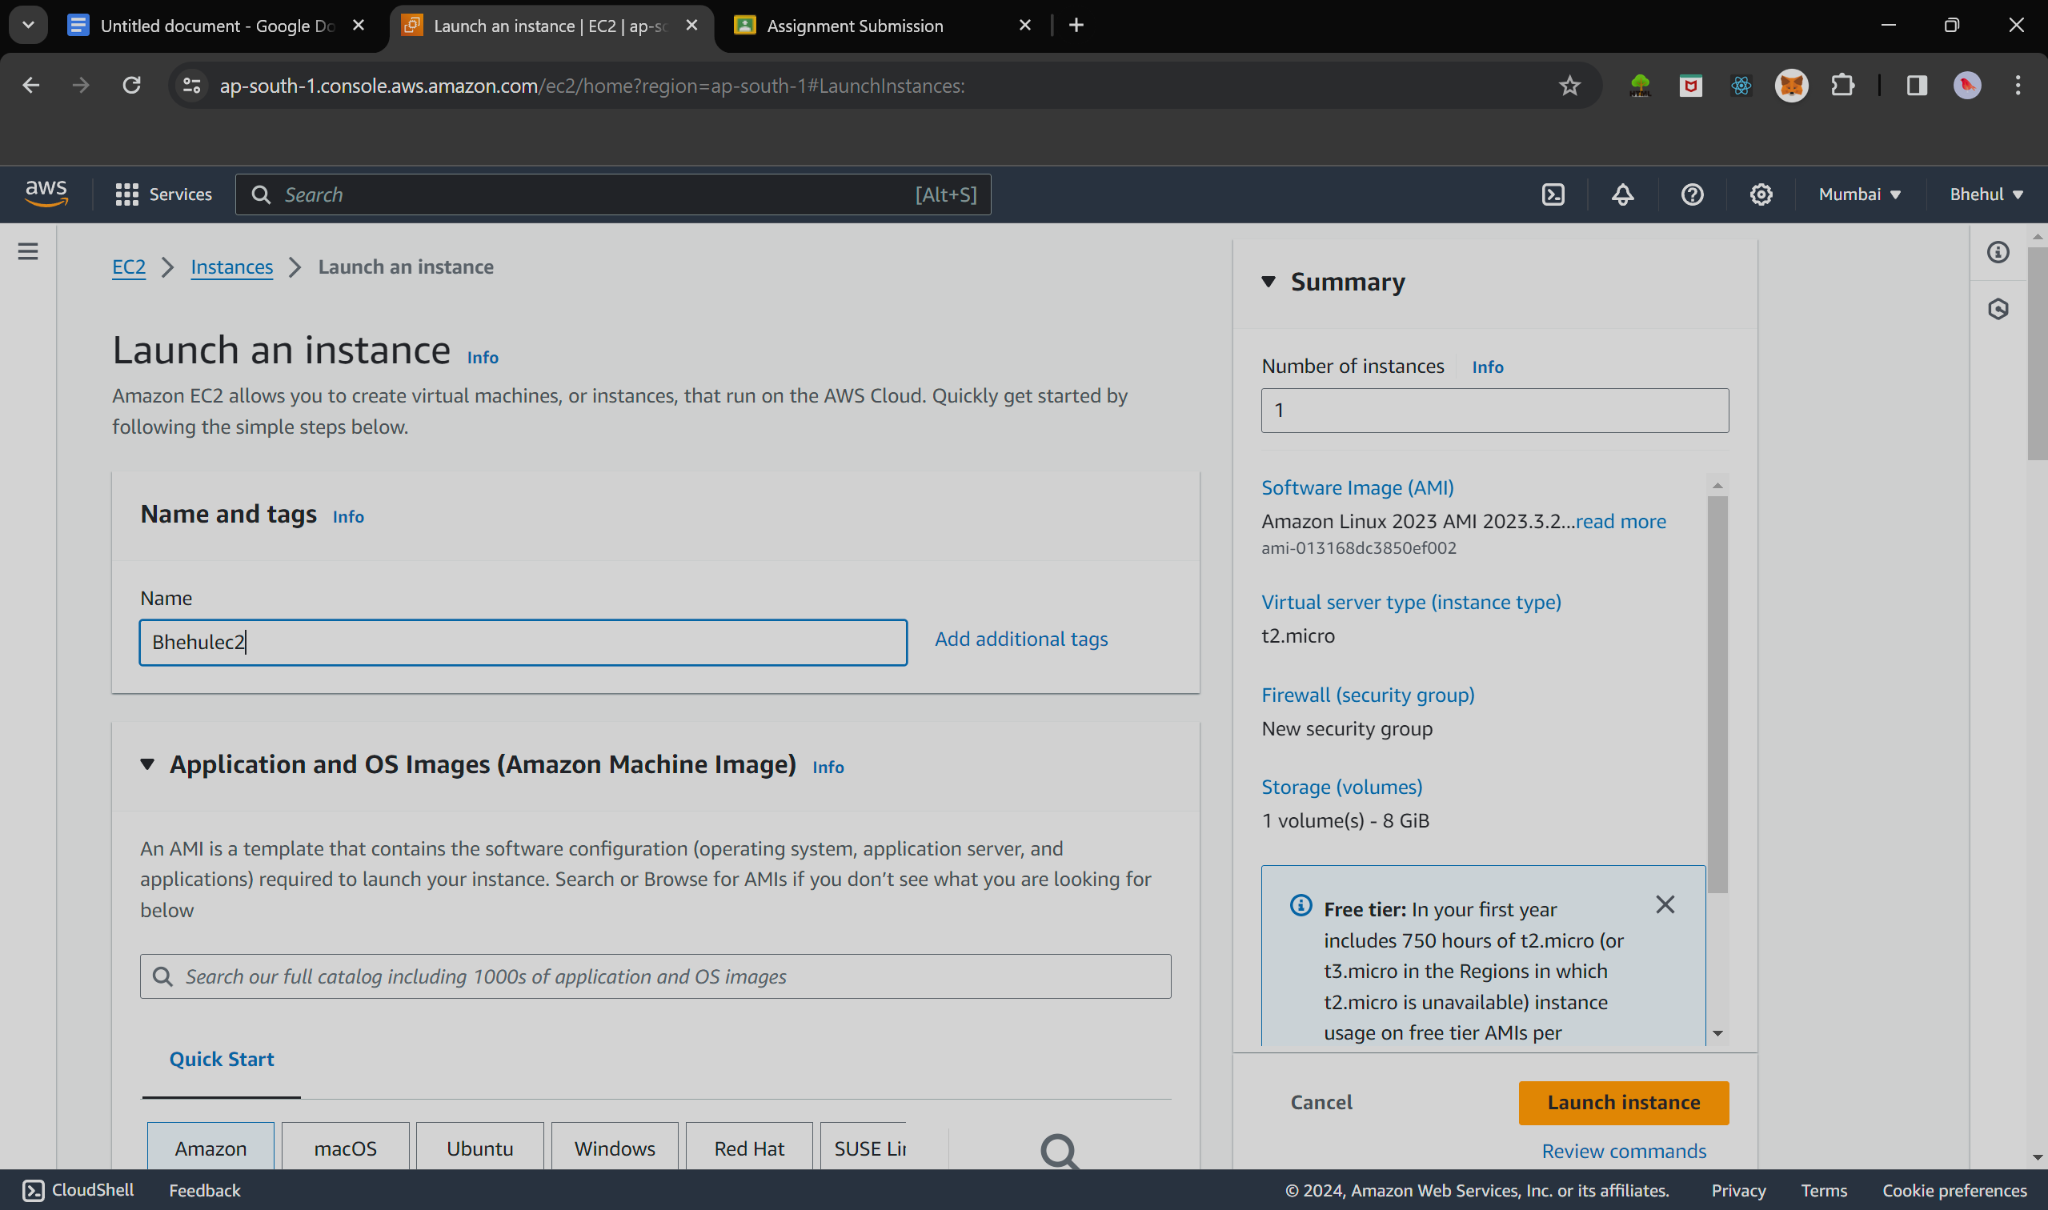 Untitled document - Google Do
Launch an instance | EC2 | ap-so
Assignment Submission
ap-south-1.console.aws.amazon.com/ec2/home?region=ap-south-1#LaunchInstances:
aws
Services
Search
[Alt+S]
Mumbai
Bhehul
EC2
Instances
Launch an instance
Launch an instance Info
Amazon EC2 allows you to create virtual machines, or instances, that run on the AWS Cloud. Quickly get started by
following the simple steps below.
Name and tags Info
Name
Bhehulec2
Add additional tags
Application and OS Images (Amazon Machine Image) Info
An AMI is a template that contains the software configuration (operating system, application server, and
applications) required to launch your instance. Search or Browse for AMIs if you don’t see what you are looking for
below
Search our full catalog including 1000s of application and OS images
Quick Start
Amazon
macOS
Ubuntu
Windows
Red Hat
SUSE Lin
Summary
Number of instances Info
1
Software Image (AMI)
Amazon Linux 2023 AMI 2023.3.2...read more
ami-013168dc3850ef002
Virtual server type (instance type)
t2.micro
Firewall (security group)
New security group
Storage (volumes)
1 volume(s) - 8 GiB
Free tier: In your first year
includes 750 hours of t2.micro (or
t3.micro in the Regions in which
t2.micro is unavailable) instance
usage on free tier AMIs per
Cancel
Launch instance
Review commands
CloudShell
Feedback
© 2024, Amazon Web Services, Inc. or its affiliates.
Privacy
Terms
Cookie preferences